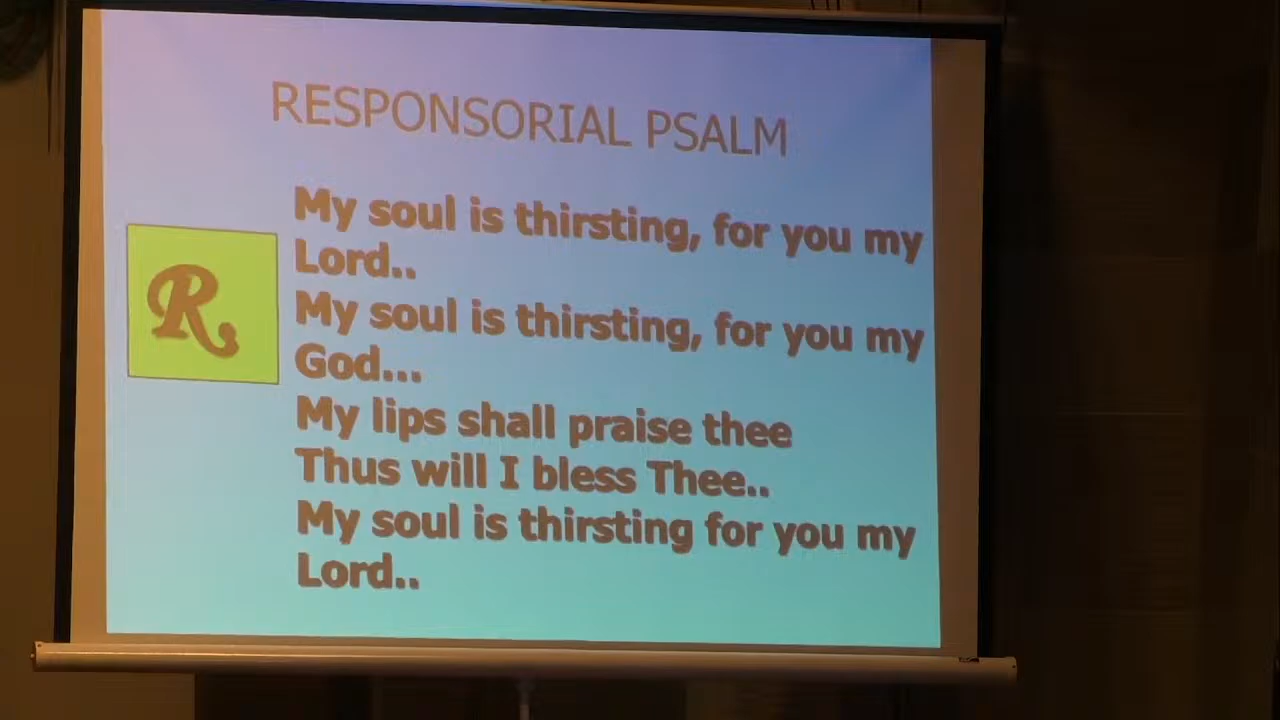 RESPONSORIAL PSALM
R
My soul is thirsting, for you my
Lord..
My soul is thirsting, for you my
God...
My lips shall praise thee
Thus will I bless Thee..
My soul is thirsting for you my
Lord..